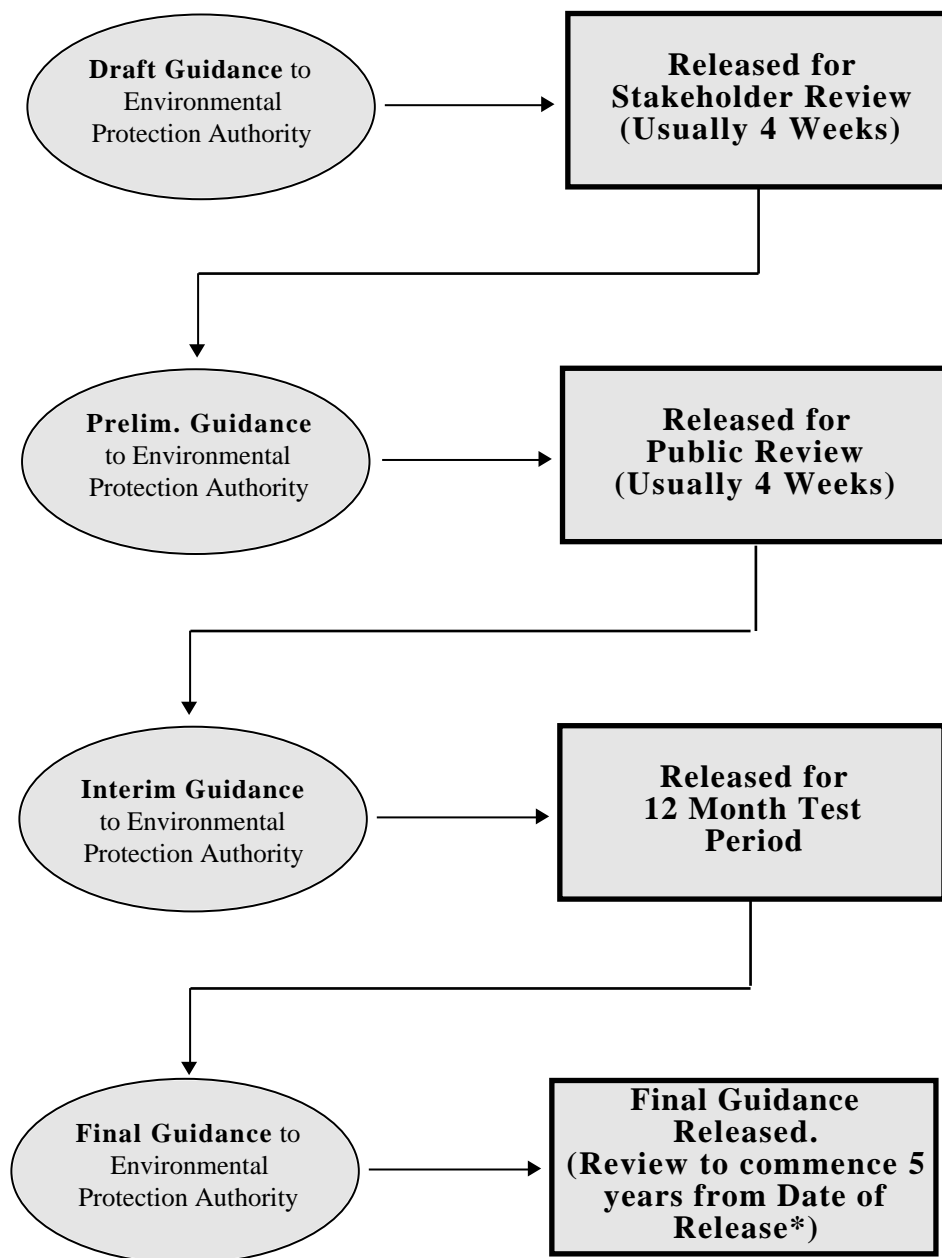 Draft Guidance to
Environmental
Protection Authority
Released for
Stakeholder Review
(Usually 4 Weeks)
Prelim. Guidance
to Environmental
Protection Authority
Released for
Public Review
(Usually 4 Weeks)
Interim Guidance
to Environmental
Protection Authority
Released for
12 Month Test
Period
Final Guidance to
Environmental
Protection Authority
Final Guidance
Released.
(Review to commence 5
years from Date of
Release*)